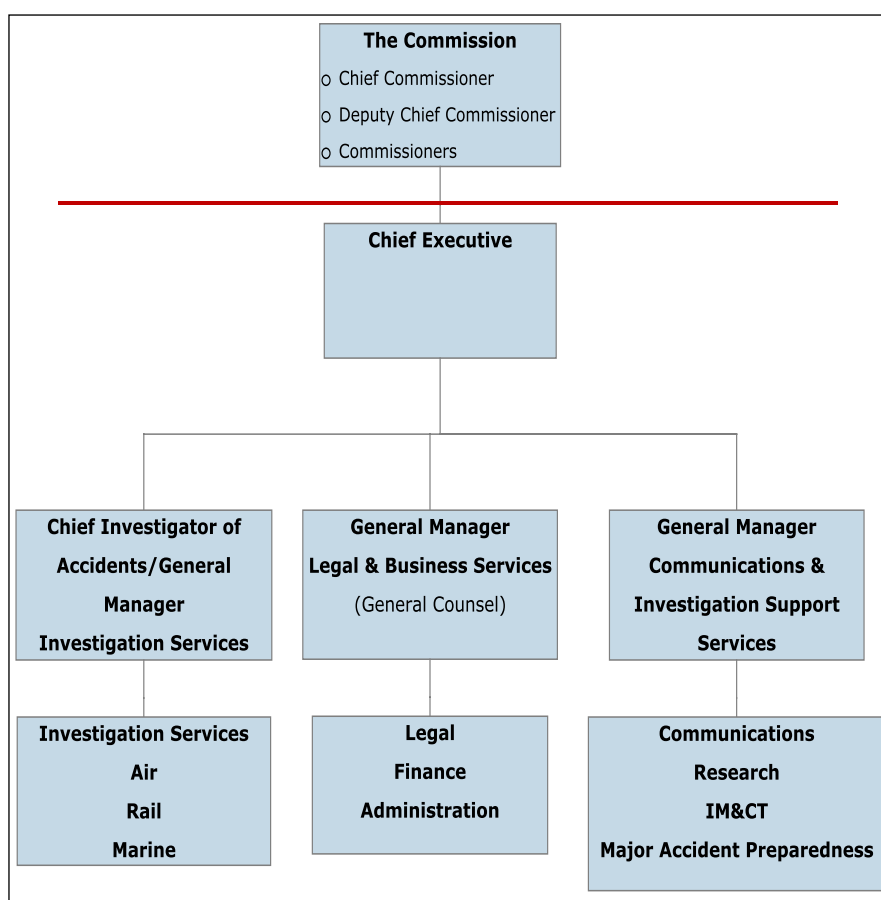 The Commission
o Chief Commissioner
o Deputy Chief Commissioner
o Commissioners
Chief Executive
Chief Investigator of
Accidents/General
Manager
Investigation Services
General Manager
Legal & Business Services
(General Counsel)
General Manager
Communications &
Investigation Support
Services
Investigation Services
Air
Rail
Marine
Legal
Finance
Administration
Communications
Research
IM&CT
Major Accident Preparedness